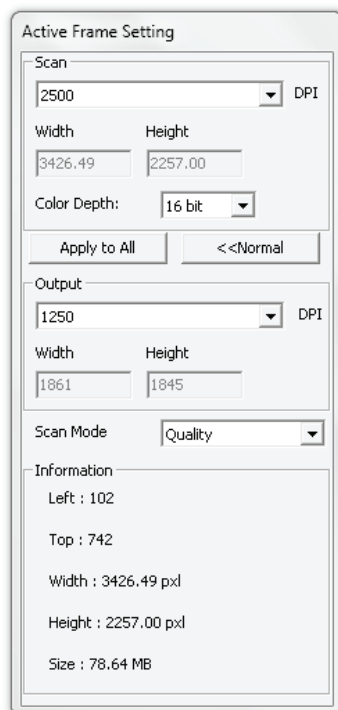 Active Frame Setting
Scan
2500 DPI
Width Height
3426.49 2257.00
Color Depth: 16 bit
Apply to All <<Normal
Output
1250 DPI
Width Height
1861 1845
Scan Mode Quality
Information
Left : 102
Top : 742
Width : 3426.49 pxl
Height : 2257.00 pxl
Size : 78.64 MB